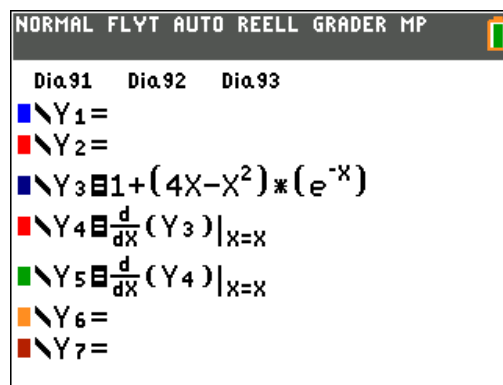 NORMAL FLYT AUTO REELL GRADER MP
Dia91 Dia92 Dia93
\Y₁=
\Y₂=
\Y₃=1+(4X-X²)*(e^-X)
\Y₄=d/dX(Y₃)|X=X
\Y₅=d/dX(Y₄)|X=X
\Y₆=
\Y₇=